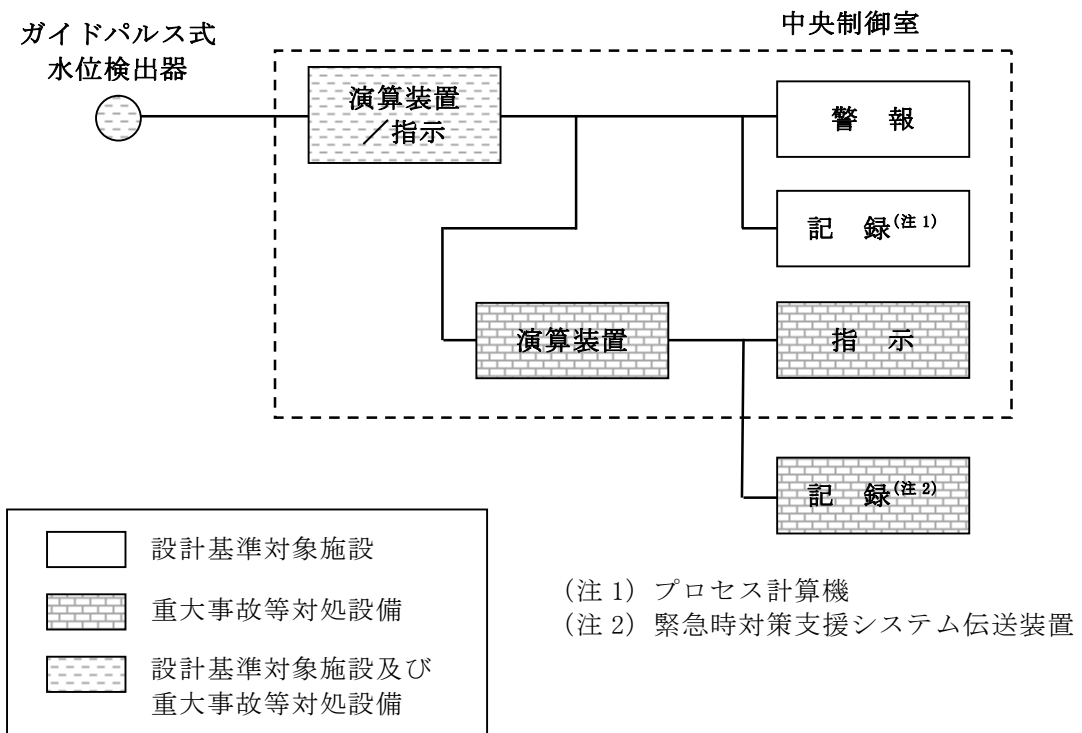 中央制御室
ガイドパルス式
水位検出器
演算装置
／指示
警 報
記 録(注1)
演算装置
指 示
記 録(注2)
設計基準対象施設
重大事故等対処設備
設計基準対象施設及び
重大事故等対処設備
(注1) プロセス計算機
(注2) 緊急時対策支援システム伝送装置